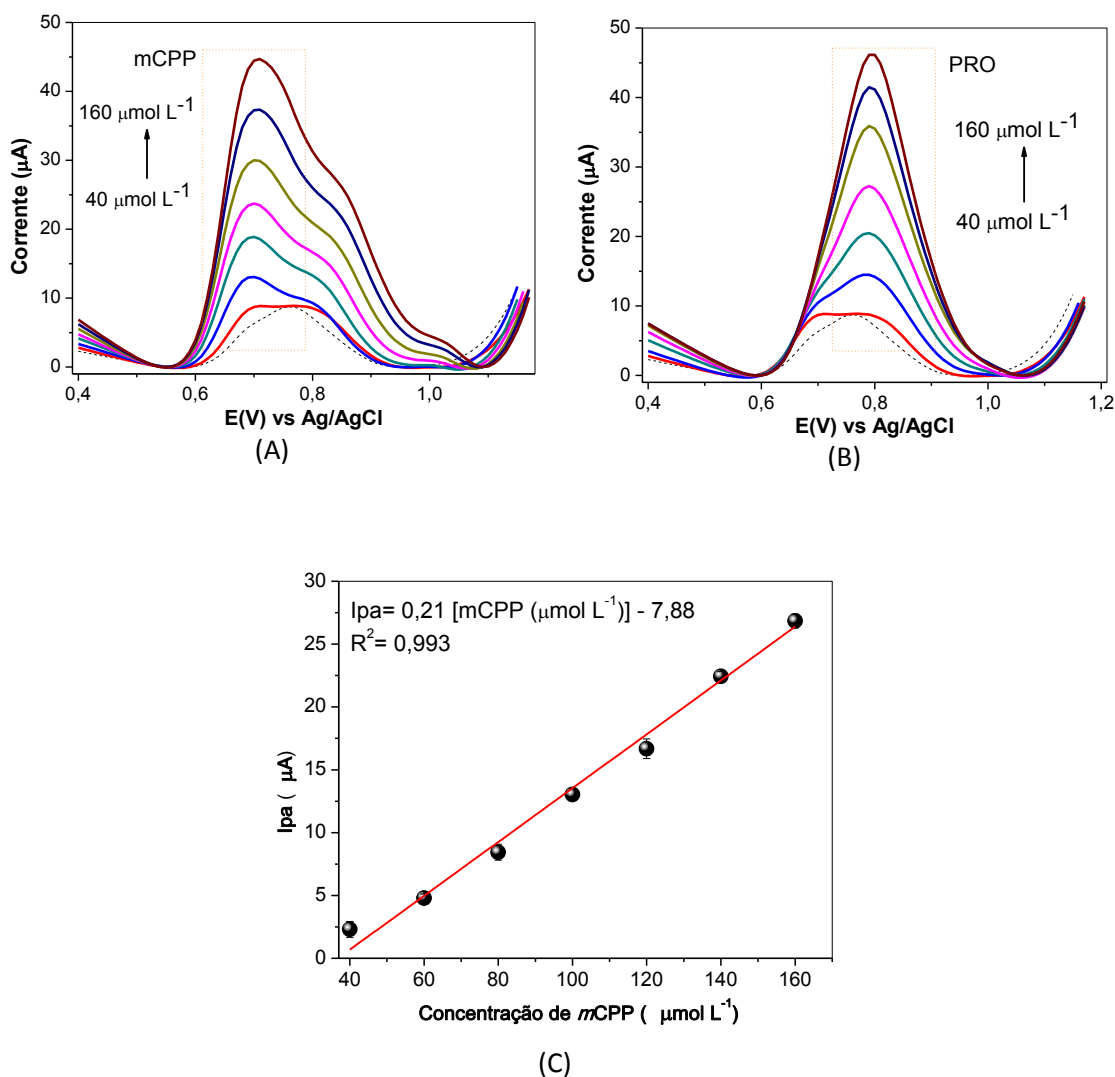 50
40
30
20
10
0
Corrente (μA)
mCPP
160 μmol L⁻¹
40 μmol L⁻¹
0,4
0,6
0,8
1,0
E(V) vs Ag/AgCl
(A)
50
40
30
20
10
0
Corrente (μA)
PRO
160 μmol L⁻¹
40 μmol L⁻¹
0,4
0,6
0,8
1,0
1,2
E(V) vs Ag/AgCl
(B)
30
25
20
15
10
5
0
Ipa ( μA)
Ipa= 0,21 [mCPP (μmol L⁻¹)] - 7,88
R²= 0,993
40
60
80
100
120
140
160
Concentração de mCPP ( μmol L⁻¹)
(C)